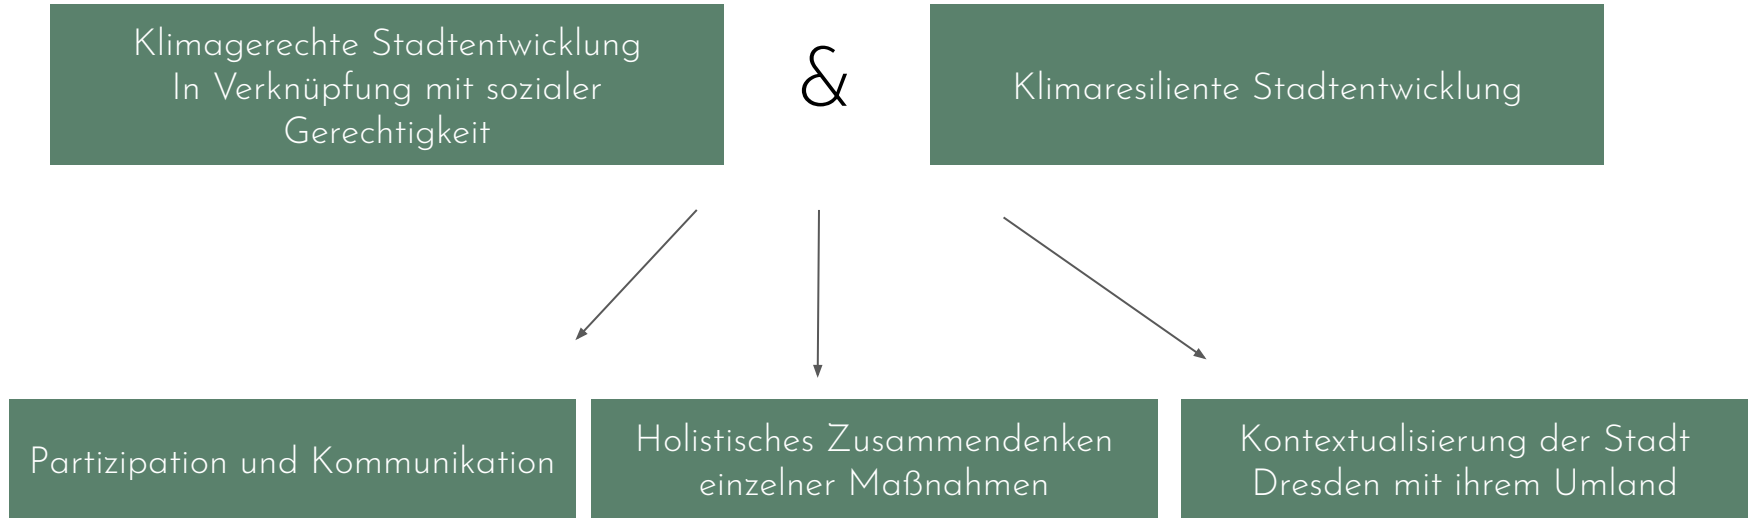 Klimagerechte Stadtentwicklung
In Verknüpfung mit sozialer
Gerechtigkeit
&
Klimaresiliente Stadtentwicklung
Partizipation und Kommunikation
Holistisches Zusammendenken
einzelner Maßnahmen
Kontextualisierung der Stadt
Dresden mit ihrem Umland